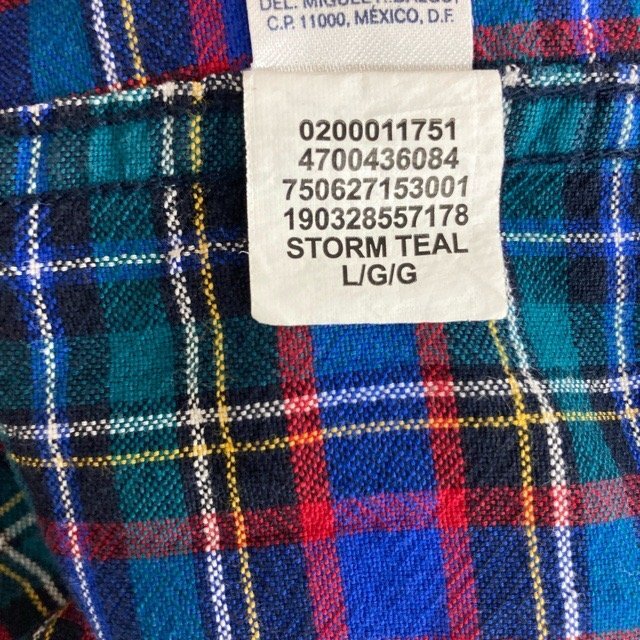 C.P. 11000, MÉXICO, D.F.
0200011751
4700436084
750627153001
190328557178
STORM TEAL
L/G/G